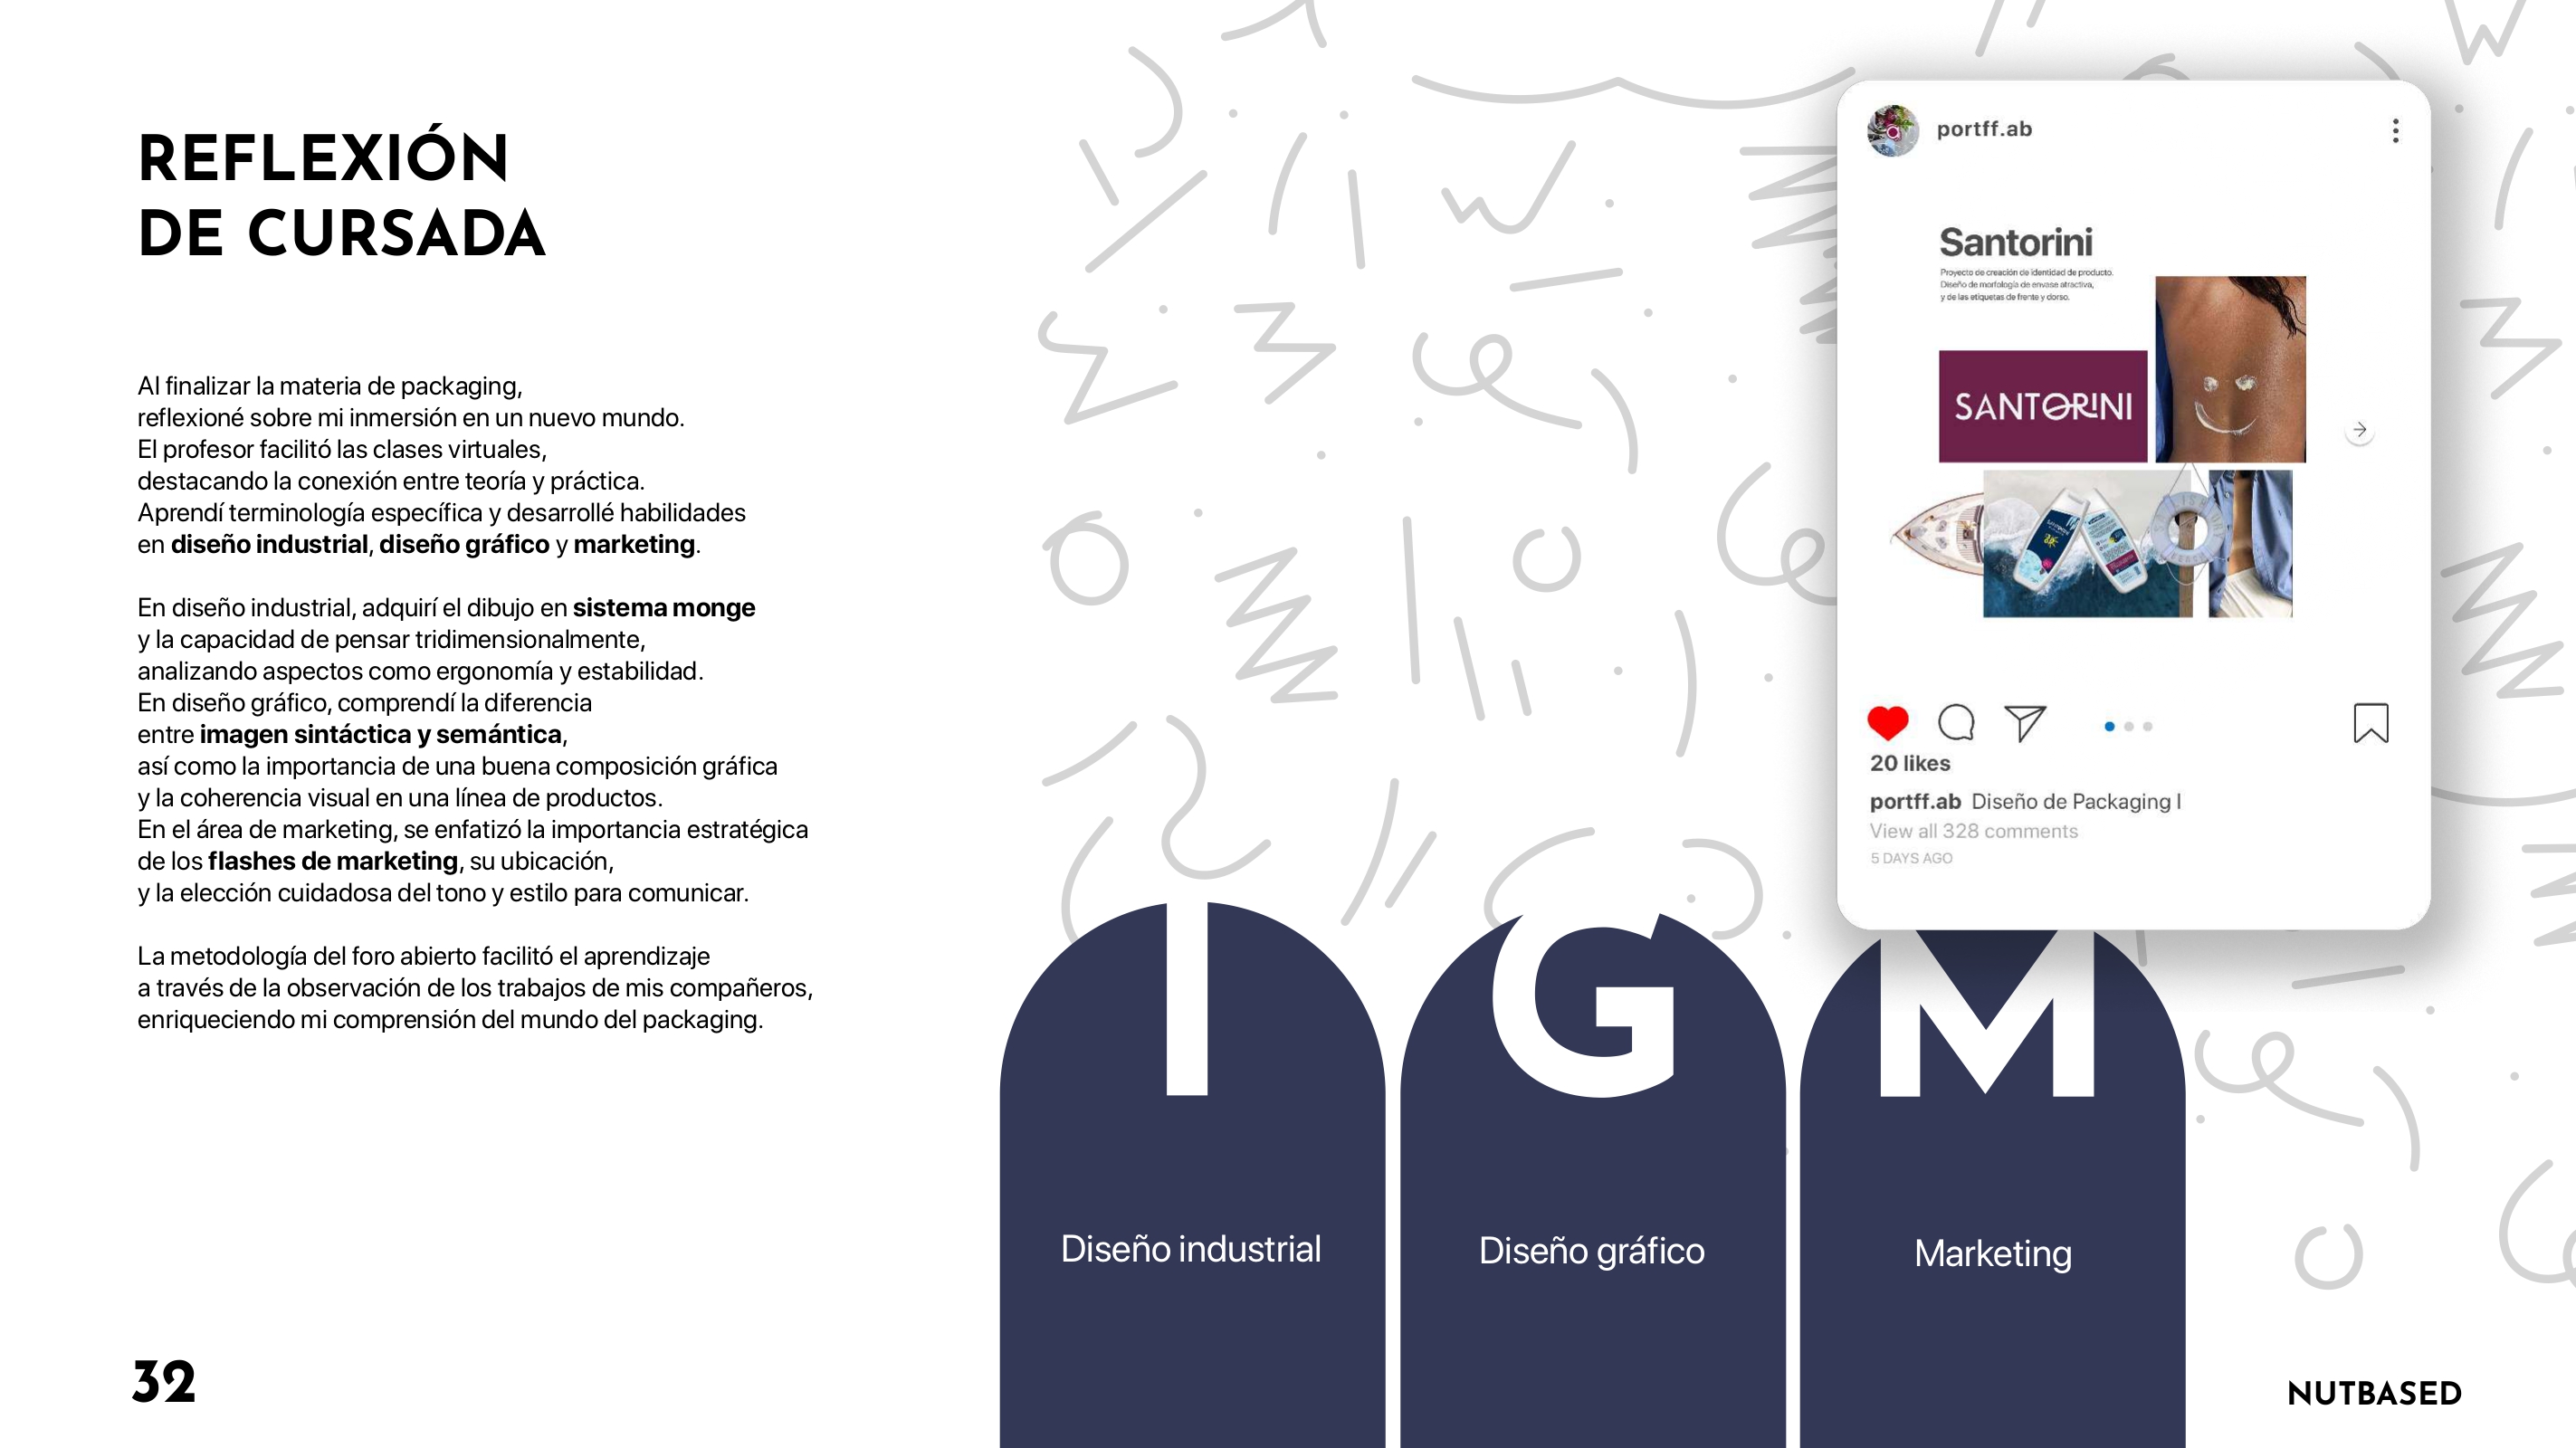 REFLEXIÓN
DE CURSADA
Al finalizar la materia de packaging,
reflexioné sobre mi inmersión en un nuevo mundo.
El profesor facilitó las clases virtuales,
destacando la conexión entre teoría y práctica.
Aprendí terminología específica y desarrollé habilidades
en diseño industrial, diseño gráfico y marketing.
En diseño industrial, adquirí el dibujo en sistema monge
y la capacidad de pensar tridimensionalmente,
analizando aspectos como ergonomía y estabilidad.
En diseño gráfico, comprendí la diferencia
entre imagen sintáctica y semántica,
así como la importancia de una buena composición gráfica
y la coherencia visual en una línea de productos.
En el área de marketing, se enfatizó la importancia estratégica
de los flashes de marketing, su ubicación,
y la elección cuidadosa del tono y estilo para comunicar.
La metodología del foro abierto facilitó el aprendizaje
a través de la observación de los trabajos de mis compañeros,
enriqueciendo mi comprensión del mundo del packaging.
portff.ab
Santorini
Proyecto de creación de identidad de producto.
Diseño de morfología de envase atractiva,
y de las etiquetas de frente y dorso.
SANTORINI
20 likes
portff.ab Diseño de Packaging I
View all 328 comments
5 DAYS AGO
I
G
M
Diseño industrial
Diseño gráfico
Marketing
32
NUTBASED